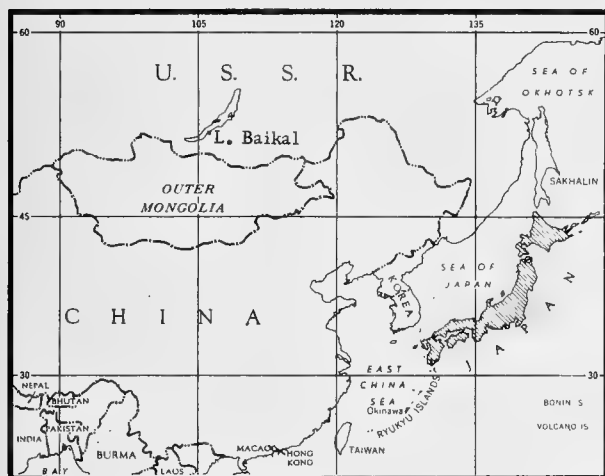 90 105 120 135
60 60
U. S. S. R.
SEA OF
OKHOTSK
L. Baikal
OUTER
MONGOLIA
SAKHALIN
45 45
SEA OF
JAPAN
KOREA
JAPAN
CHINA
30 30
EAST
CHINA
SEA
Okinawa
RYUKYU ISLANDS
BONIN S
VOLCANO IS
NEPAL
BHUTAN
PAKISTAN
INDIA
BURMA
MACAO
HONG
KONG
TAIWAN
LAOS
BAY